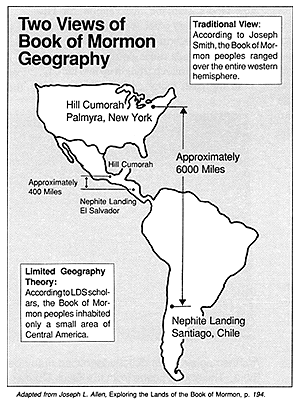 Two Views of
Book of Mormon
Geography
Traditional View:
According to Joseph
Smith, the Book of Mor-
mon peoples ranged
over the entire western
hemisphere.
Hill Cumorah
Palmyra, New York
Hill Cumorah
Approximately
6000 Miles
Approximately
400 Miles
Nephite Landing
El Salvador
Limited Geography
Theory:
According to LDS schol-
ars, the Book of Mor-
mon peoples inhabited
only a small area of
Central America.
Nephite Landing
Santiago, Chile
Adapted from Joseph L. Allen, Exploring the Lands of the Book of Mormon, p. 194.